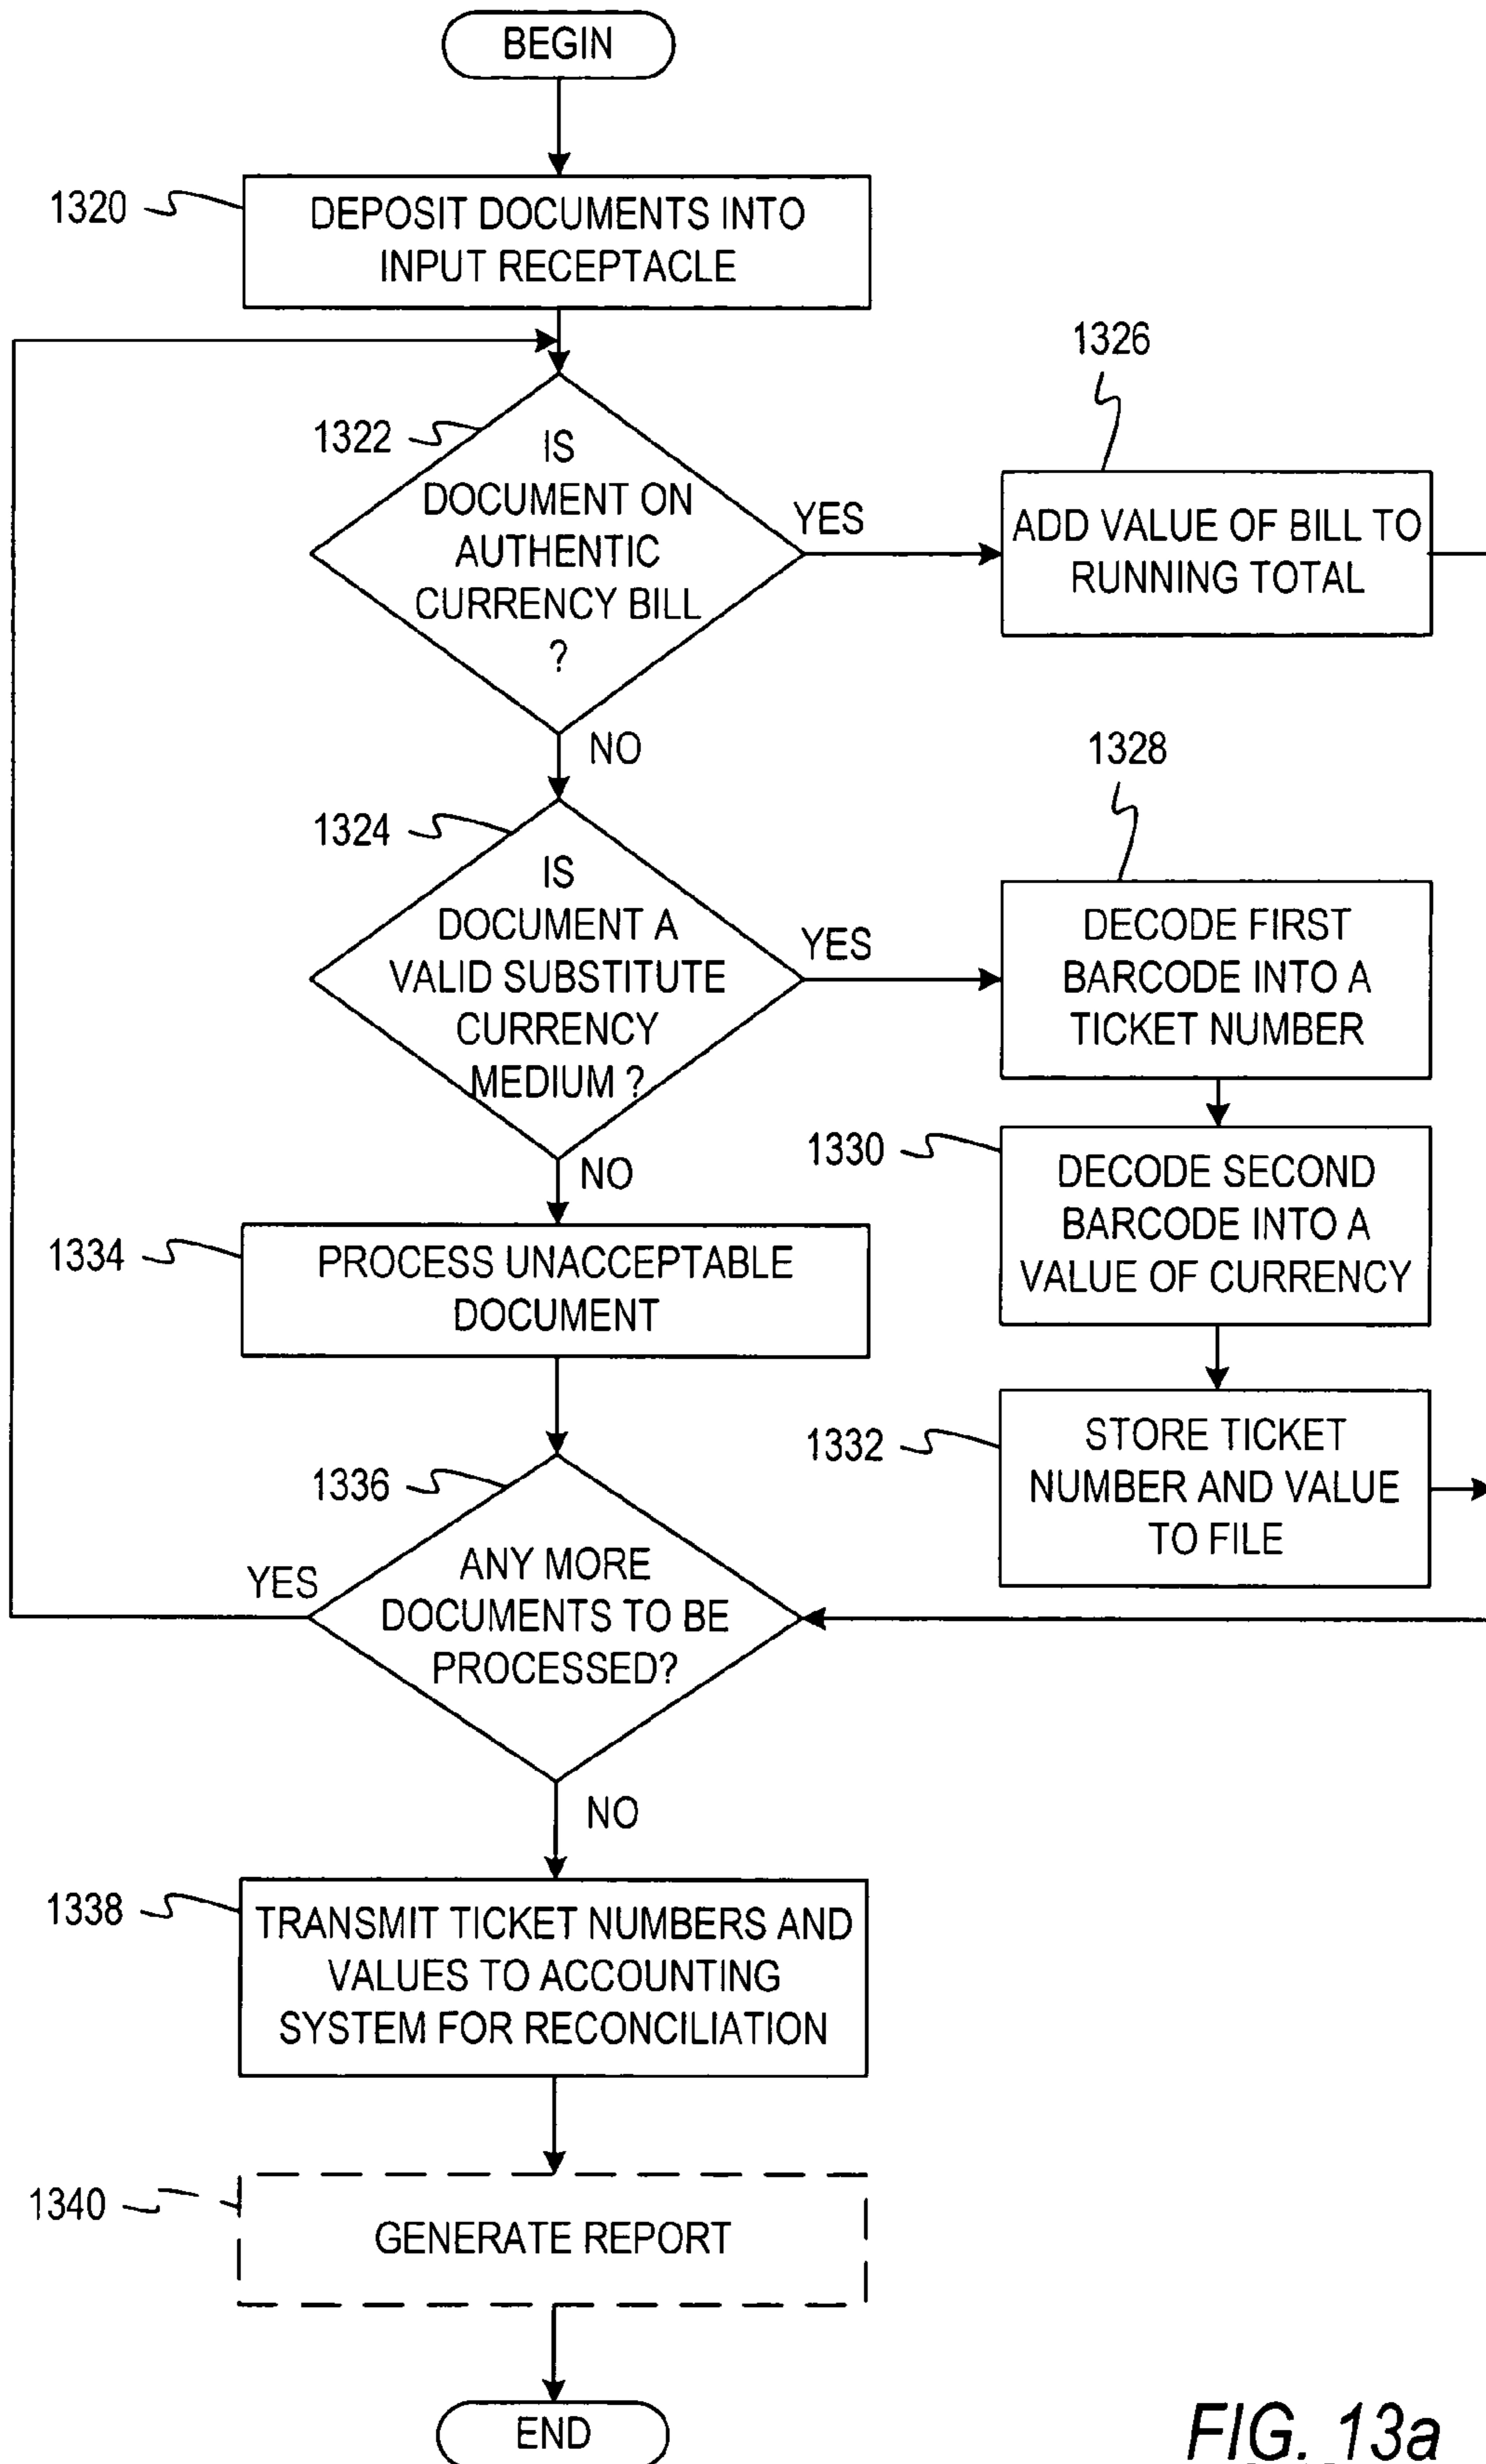 BEGIN
1320
DEPOSIT DOCUMENTS INTO
INPUT RECEPTACLE
1322
IS
DOCUMENT ON
AUTHENTIC
CURRENCY BILL
?
YES
1326
ADD VALUE OF BILL TO
RUNNING TOTAL
NO
1324
IS
DOCUMENT A
VALID SUBSTITUTE
CURRENCY
MEDIUM ?
YES
1328
DECODE FIRST
BARCODE INTO A
TICKET NUMBER
1330
DECODE SECOND
BARCODE INTO A
VALUE OF CURRENCY
1332
STORE TICKET
NUMBER AND VALUE
TO FILE
NO
1334
PROCESS UNACCEPTABLE
DOCUMENT
1336
ANY MORE
DOCUMENTS TO BE
PROCESSED?
YES
NO
1338
TRANSMIT TICKET NUMBERS AND
VALUES TO ACCOUNTING
SYSTEM FOR RECONCILIATION
1340
GENERATE REPORT
END
FIG. 13a